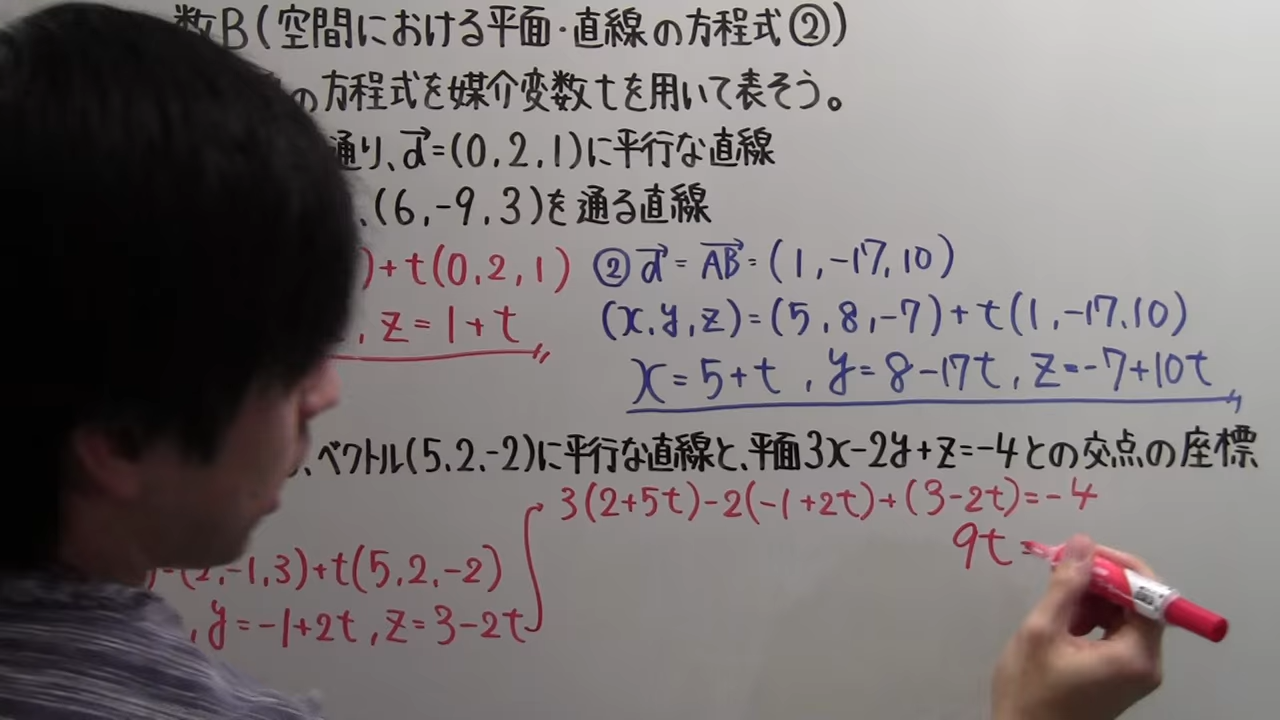 数B(空間における平面・直線の方程式②)
の方程式を媒介変数tを用いて表そう。
通り、d→=(0,2,1)に平行な直線
、(6,-9,3)を通る直線
)+t(0,2,1)
, z=1+t
②d→=AB→=(1,-17,10)
(x,y,z)=(5,8,-7)+t(1,-17,10)
x=5+t, y=8-17t, z=-7+10t
、ベクトル(5,2,-2)に平行な直線と、平面3x-2y+z=-4との交点の座標
)=(2,-1,3)+t(5,2,-2)
, y=-1+2t, z=3-2t
3(2+5t)-2(-1+2t)+(3-2t)=-4
9t=